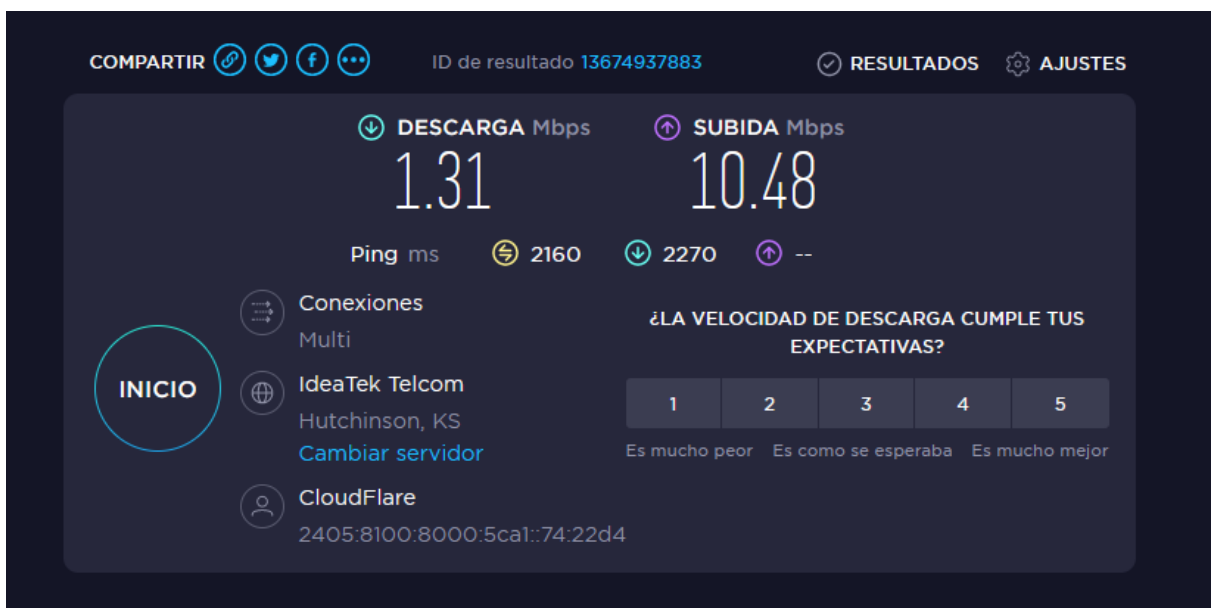 COMPARTIR ID de resultado 13674937883 RESULTADOS AJUSTES
DESCARGA Mbps SUBIDA Mbps
1.31 10.48
Ping ms 2160 2270 --
Conexiones
Multi
¿LA VELOCIDAD DE DESCARGA CUMPLE TUS
EXPECTATIVAS?
INICIO
IdeaTek Telcom
Hutchinson, KS
Cambiar servidor
1 2 3 4 5
Es mucho peor Es como se esperaba Es mucho mejor
CloudFlare
2405:8100:8000:5ca1::74:22d4